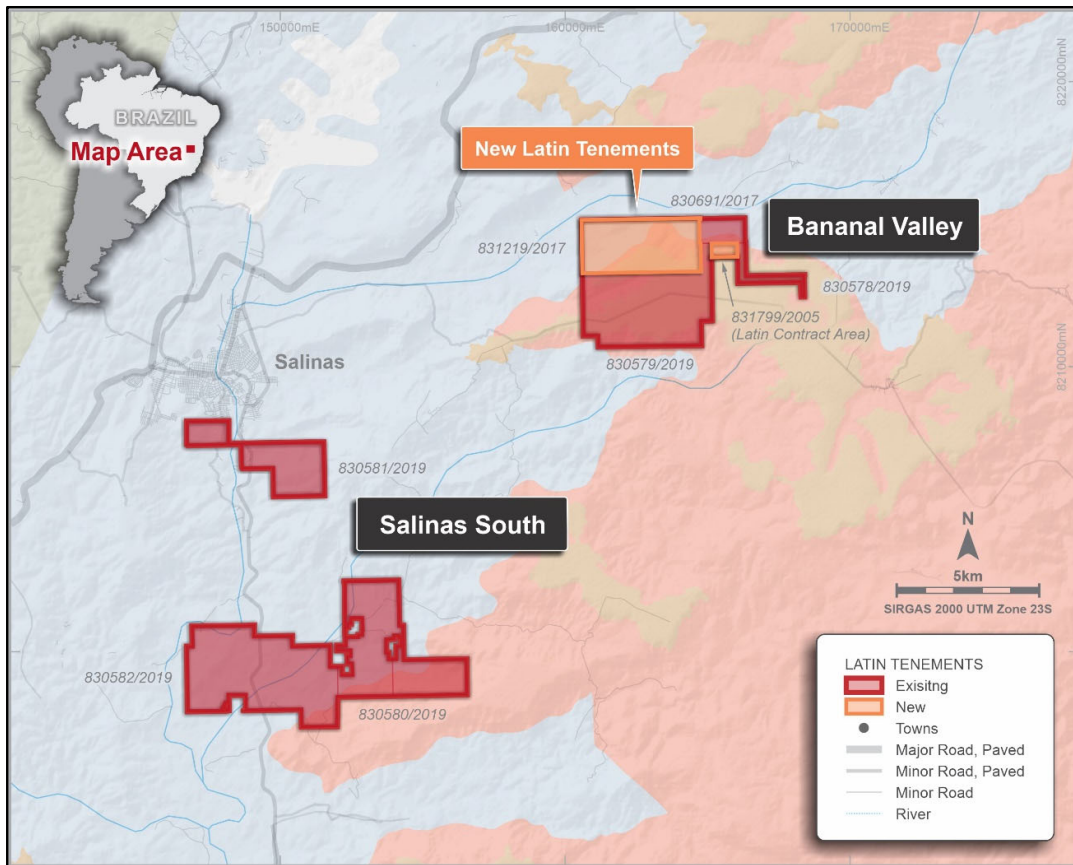 150000mE
160000mE
170000mE
8220000mN
8210000mN
BRAZIL
Map Area
New Latin Tenements
830691/2017
Bananal Valley
831219/2017
830578/2019
831799/2005
(Latin Contract Area)
830579/2019
Salinas
830581/2019
Salinas South
N
5km
SIRGAS 2000 UTM Zone 23S
830582/2019
830580/2019
LATIN TENEMENTS
Exisitng
New
Towns
Major Road, Paved
Minor Road, Paved
Minor Road
River